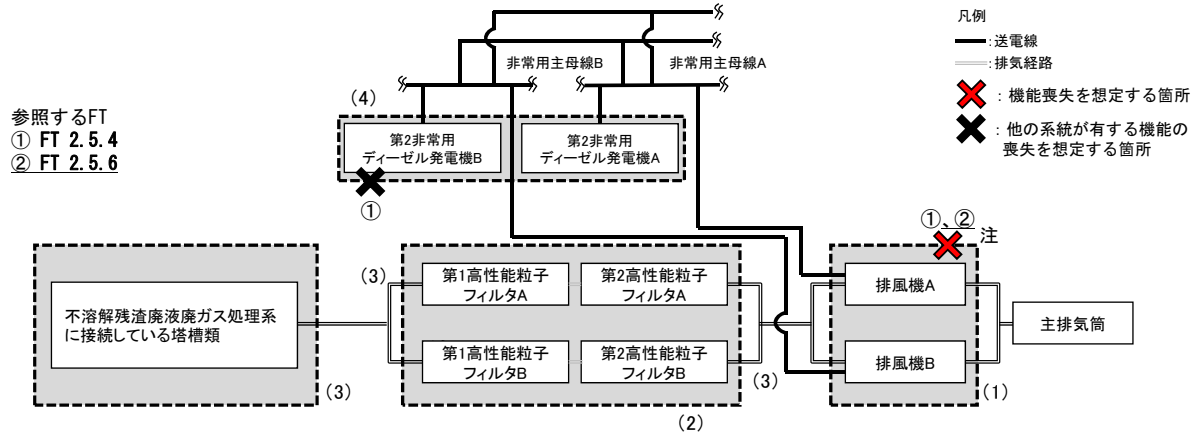 凡例
:送電線
:排気経路
: 機能喪失を想定する箇所
: 他の系統が有する機能の
喪失を想定する箇所
非常用主母線B
非常用主母線A
参照するFT
① FT 2.5.4
② FT 2.5.6
(4)
第2非常用
ディーゼル発電機B
第2非常用
ディーゼル発電機A
①
①、②
注
不溶解残渣廃液廃ガス処理系
に接続している塔槽類
(3)
(3)
第1高性能粒子
フィルタA
第2高性能粒子
フィルタA
第1高性能粒子
フィルタB
第2高性能粒子
フィルタB
(3)
(2)
排風機A
排風機B
(1)
主排気筒